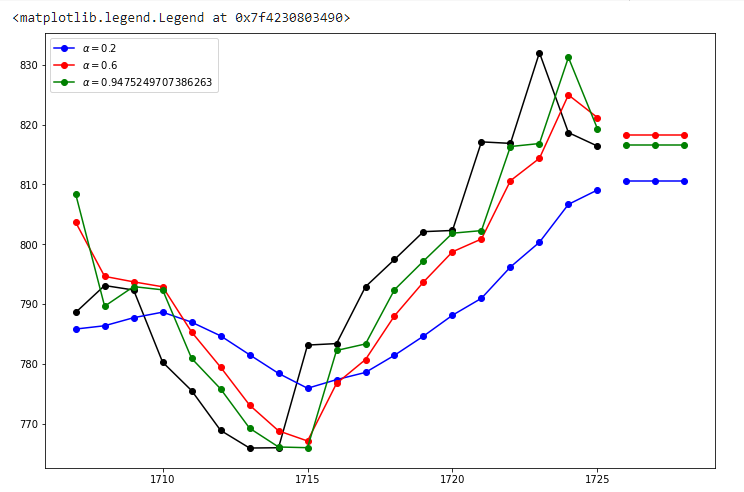 <matplotlib.legend.Legend at 0x7f4230803490>
α = 0.2
α = 0.6
α = 0.9475249707386263
830
820
810
800
790
780
770
1710 1715 1720 1725